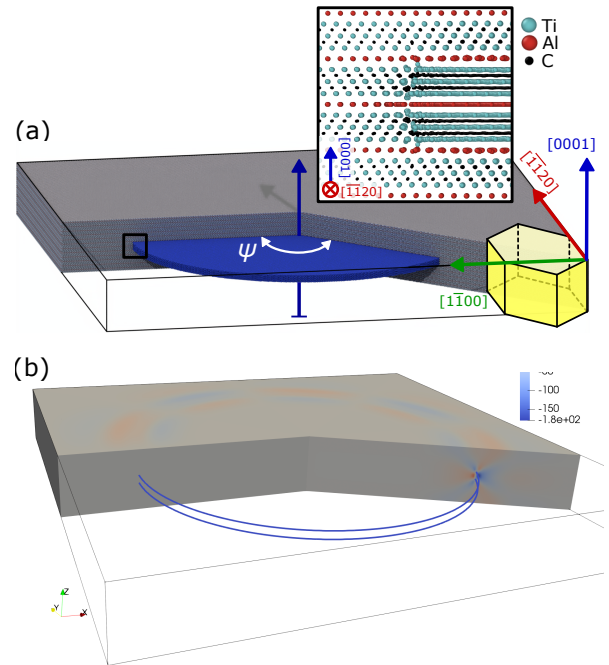 Ti
Al
C
(a)
[0001]
[1̅1̅20]
[0001]
[1̅1̅20]
ψ
[11̅00]
(b)
-100
-150
-1.8e+02
Z
Y
X